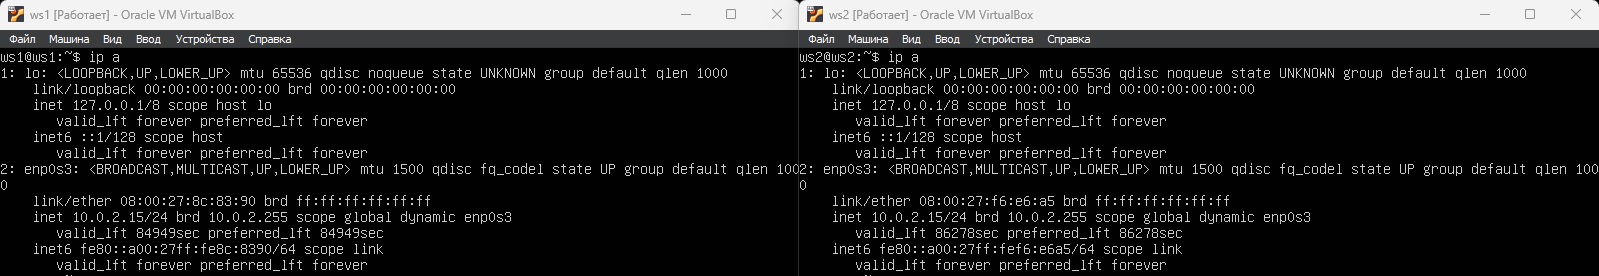 ws1 [Работает] - Oracle VM VirtualBox
Файл Машина Вид Ввод Устройства Справка
ws1@ws1:~$ ip a
1: lo: <LOOPBACK,UP,LOWER_UP> mtu 65536 qdisc noqueue state UNKNOWN group default qlen 1000
link/loopback 00:00:00:00:00:00 brd 00:00:00:00:00:00
inet 127.0.0.1/8 scope host lo
valid_lft forever preferred_lft forever
inet6 ::1/128 scope host
valid_lft forever preferred_lft forever
2: enp0s3: <BROADCAST,MULTICAST,UP,LOWER_UP> mtu 1500 qdisc fq_codel state UP group default qlen 100
0
link/ether 08:00:27:8c:83:90 brd ff:ff:ff:ff:ff:ff
inet 10.0.2.15/24 brd 10.0.2.255 scope global dynamic enp0s3
valid_lft 84949sec preferred_lft 84949sec
inet6 fe80::a00:27ff:fe8c:8390/64 scope link
valid_lft forever preferred_lft forever
ws2 [Работает] - Oracle VM VirtualBox
Файл Машина Вид Ввод Устройства Справка
ws2@ws2:~$ ip a
1: lo: <LOOPBACK,UP,LOWER_UP> mtu 65536 qdisc noqueue state UNKNOWN group default qlen 1000
link/loopback 00:00:00:00:00:00 brd 00:00:00:00:00:00
inet 127.0.0.1/8 scope host lo
valid_lft forever preferred_lft forever
inet6 ::1/128 scope host
valid_lft forever preferred_lft forever
2: enp0s3: <BROADCAST,MULTICAST,UP,LOWER_UP> mtu 1500 qdisc fq_codel state UP group default qlen 100
0
link/ether 08:00:27:f6:e6:a5 brd ff:ff:ff:ff:ff:ff
inet 10.0.2.15/24 brd 10.0.2.255 scope global dynamic enp0s3
valid_lft 86278sec preferred_lft 86278sec
inet6 fe80::a00:27ff:fef6:e6a5/64 scope link
valid_lft forever preferred_lft forever